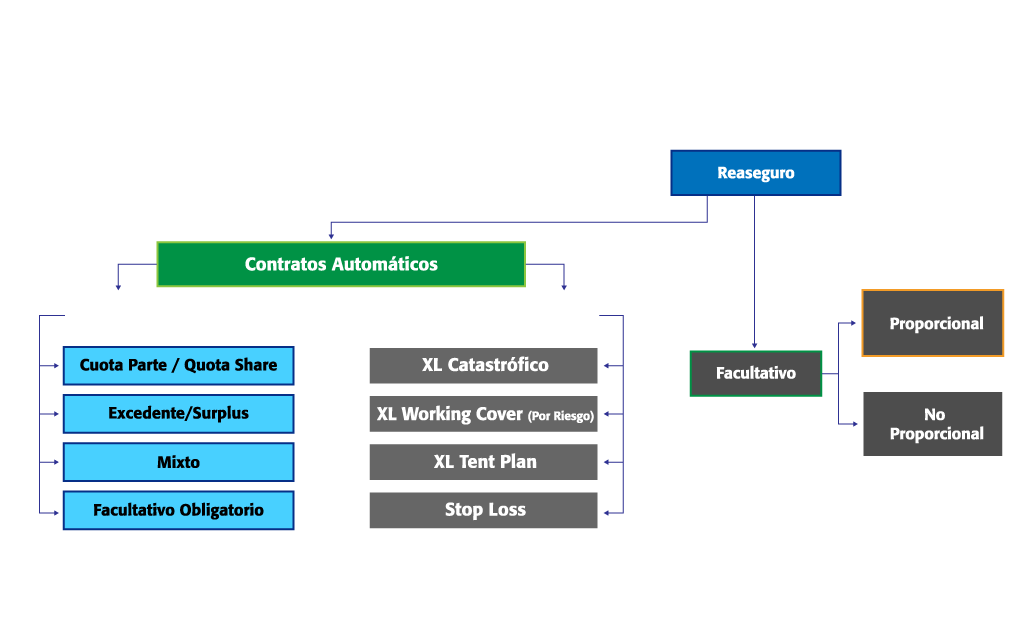 Reaseguro
Contratos Automáticos
Cuota Parte / Quota Share
Excedente/Surplus
Mixto
Facultativo Obligatorio
XL Catastrófico
XL Working Cover (Por Riesgo)
XL Tent Plan
Stop Loss
Facultativo
Proporcional
No
Proporcional